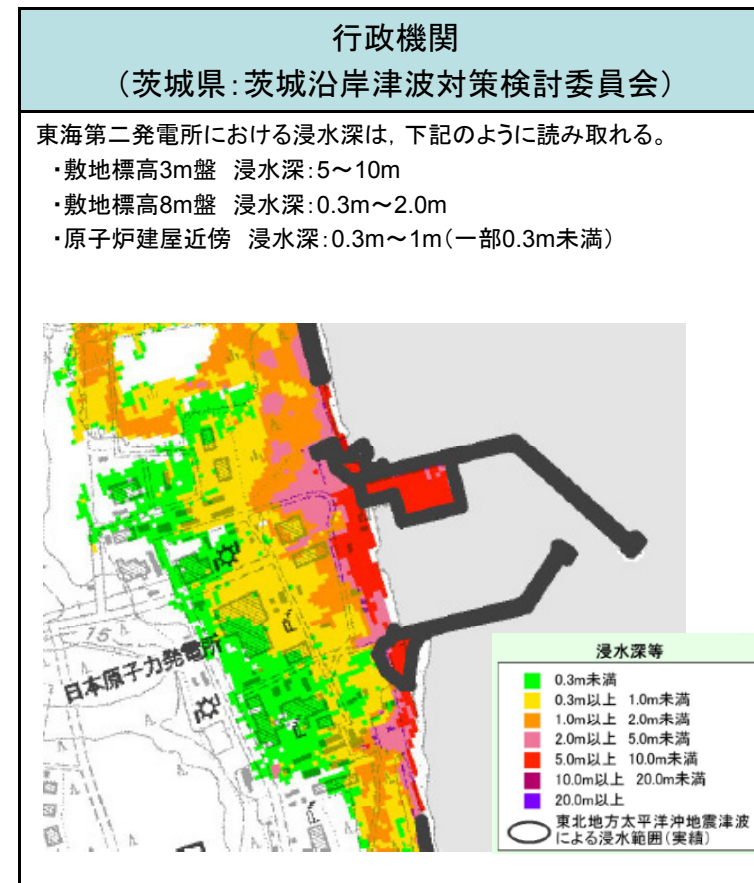 行政機関
（茨城県：茨城沿岸津波対策検討委員会）
東海第二発電所における浸水深は，下記のように読み取れる。
・敷地標高3m盤　浸水深：5～10m
・敷地標高8m盤　浸水深：0.3m～2.0m
・原子炉建屋近傍　浸水深：0.3m～1m（一部0.3m未満）
15
日本原子力発電所
浸水深等
0.3m未満
0.3m以上　1.0m未満
1.0m以上　2.0m未満
2.0m以上　5.0m未満
5.0m以上　10.0m未満
10.0m以上　20.0m未満
20.0m以上
東北地方太平洋沖地震津波
による浸水範囲（実績）